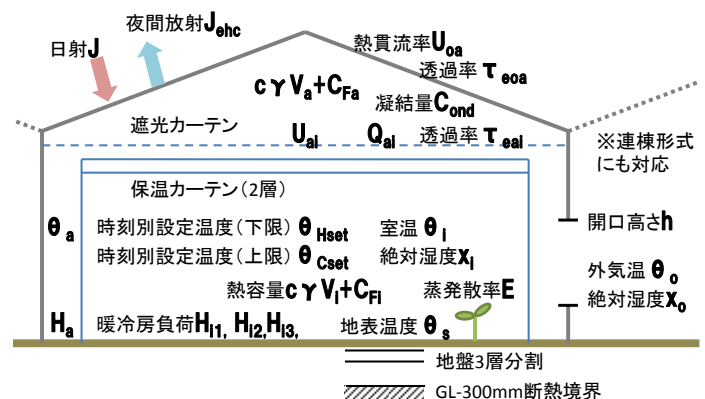 夜間放射Jehc
日射J
熱貫流率Uoa
透過率τeoa
cγVa+CFa
凝結量Cond
遮光カーテン
Uai Qai 透過率τeai
※連棟形式
にも対応
保温カーテン(2層)
θa
時刻別設定温度(下限)θHset 室温θi
時刻別設定温度(上限)θCset 絶対湿度xi
開口高さh
熱容量cγVi+CFi 蒸発散率E
外気温θo
絶対湿度xo
Ha 暖冷房負荷Hi1, Hi2,Hi3, 地表温度θs
地盤3層分割
GL-300mm断熱境界